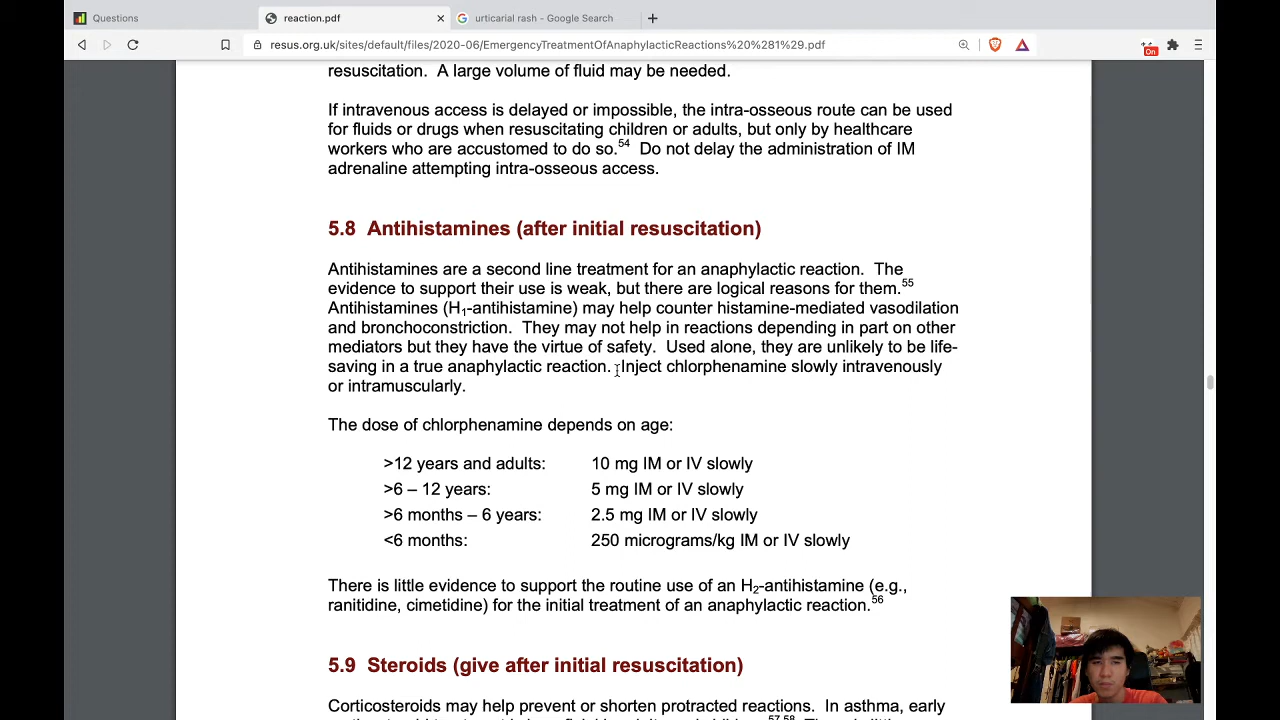 Questions
reaction.pdf
urticarial rash - Google Search
resus.org.uk/sites/default/files/2020-06/EmergencyTreatmentOfAnaphylacticReactions%20%281%29.pdf
On
resuscitation.  A large volume of fluid may be needed.
If intravenous access is delayed or impossible, the intra-osseous route can be used
for fluids or drugs when resuscitating children or adults, but only by healthcare
workers who are accustomed to do so.54  Do not delay the administration of IM
adrenaline attempting intra-osseous access.
5.8  Antihistamines (after initial resuscitation)
Antihistamines are a second line treatment for an anaphylactic reaction.  The
evidence to support their use is weak, but there are logical reasons for them.55
Antihistamines (H1-antihistamine) may help counter histamine-mediated vasodilation
and bronchoconstriction.  They may not help in reactions depending in part on other
mediators but they have the virtue of safety.  Used alone, they are unlikely to be life-
saving in a true anaphylactic reaction.  Inject chlorphenamine slowly intravenously
or intramuscularly.
The dose of chlorphenamine depends on age:
>12 years and adults: 10 mg IM or IV slowly
>6 – 12 years: 5 mg IM or IV slowly
>6 months – 6 years: 2.5 mg IM or IV slowly
<6 months: 250 micrograms/kg IM or IV slowly
There is little evidence to support the routine use of an H2-antihistamine (e.g.,
ranitidine, cimetidine) for the initial treatment of an anaphylactic reaction.56
5.9  Steroids (give after initial resuscitation)
Corticosteroids may help prevent or shorten protracted reactions.  In asthma, early
57,58